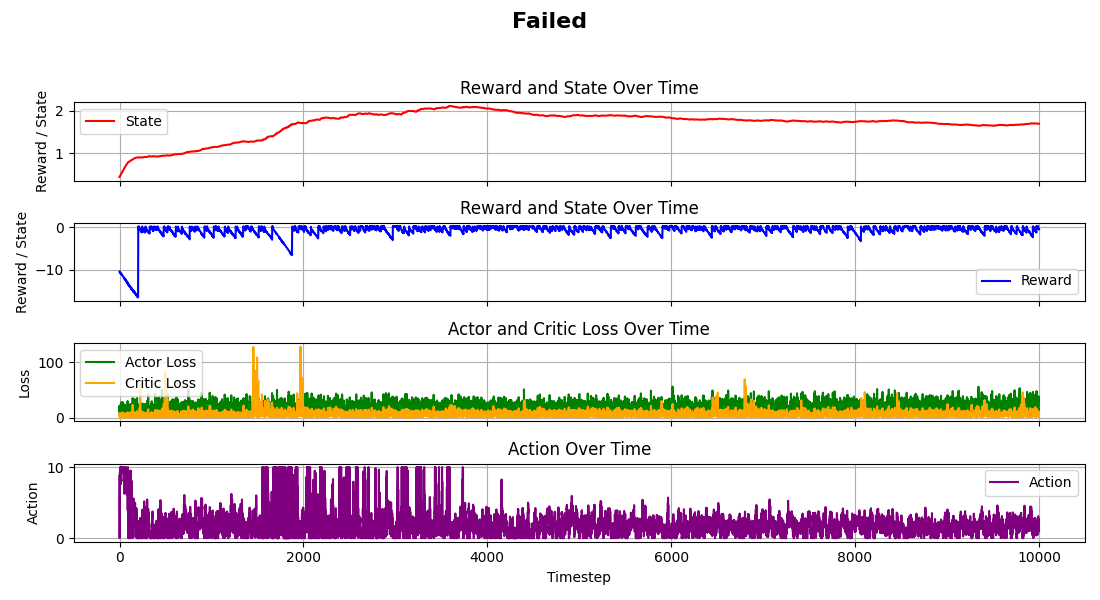 Failed
Reward and State Over Time
Reward / State
2
1
State
Reward and State Over Time
Reward / State
0
−10
Reward
Actor and Critic Loss Over Time
Loss
100
0
Actor Loss
Critic Loss
Action Over Time
Action
10
0
Action
0 2000 4000 6000 8000 10000
Timestep